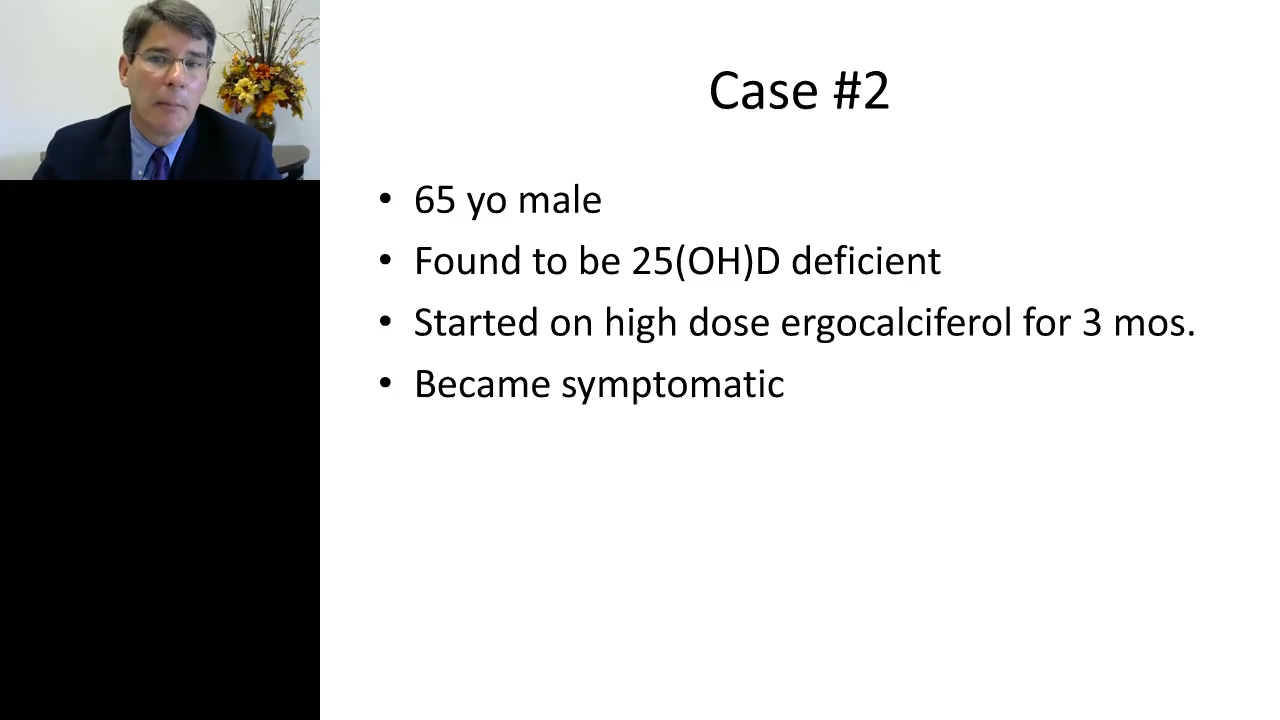 Case #2
• 65 yo male
• Found to be 25(OH)D deficient
• Started on high dose ergocalciferol for 3 mos.
• Became symptomatic